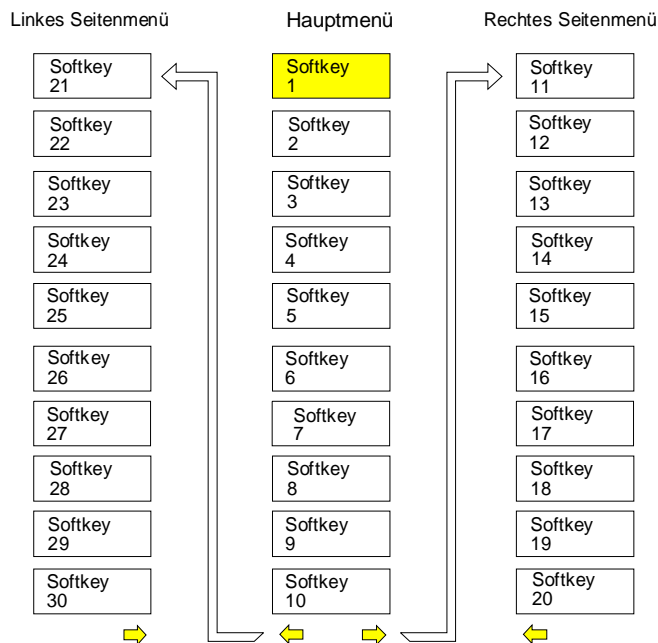 Linkes Seitenmenü
Softkey
21
Softkey
22
Softkey
23
Softkey
24
Softkey
25
Softkey
26
Softkey
27
Softkey
28
Softkey
29
Softkey
30
Hauptmenü
Softkey
1
Softkey
2
Softkey
3
Softkey
4
Softkey
5
Softkey
6
Softkey
7
Softkey
8
Softkey
9
Softkey
10
Rechtes Seitenmenü
Softkey
11
Softkey
12
Softkey
13
Softkey
14
Softkey
15
Softkey
16
Softkey
17
Softkey
18
Softkey
19
Softkey
20